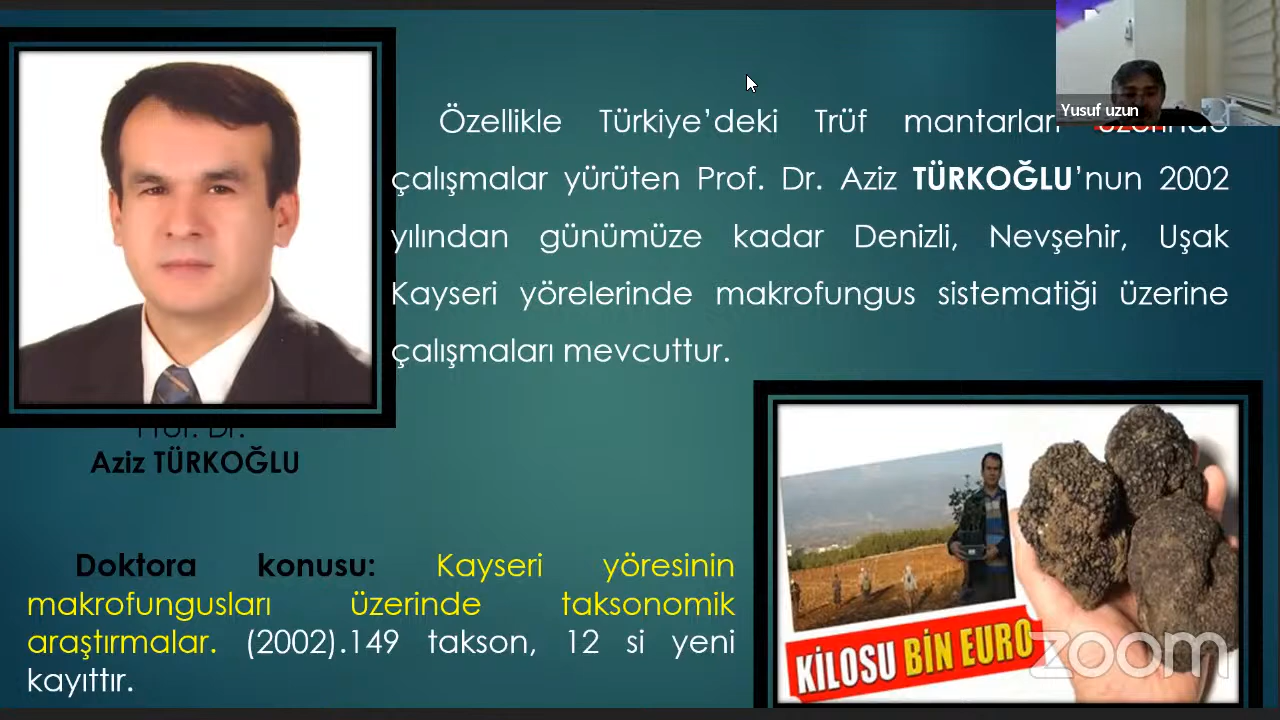 Yusuf uzun
Özellikle Türkiye’deki Trüf mantarları üzerinde
çalışmalar yürüten Prof. Dr. Aziz TÜRKOĞLU’nun 2002
yılından günümüze kadar Denizli, Nevşehir, Uşak
Kayseri yörelerinde makrofungus sistematiği üzerine
çalışmaları mevcuttur.
Prof. Dr.
Aziz TÜRKOĞLU
Doktora konusu: Kayseri yöresinin
makrofungusları üzerinde taksonomik
araştırmalar. (2002).149 takson, 12 si yeni
kayıttır.
KİLOSU BİN EURO
zoom